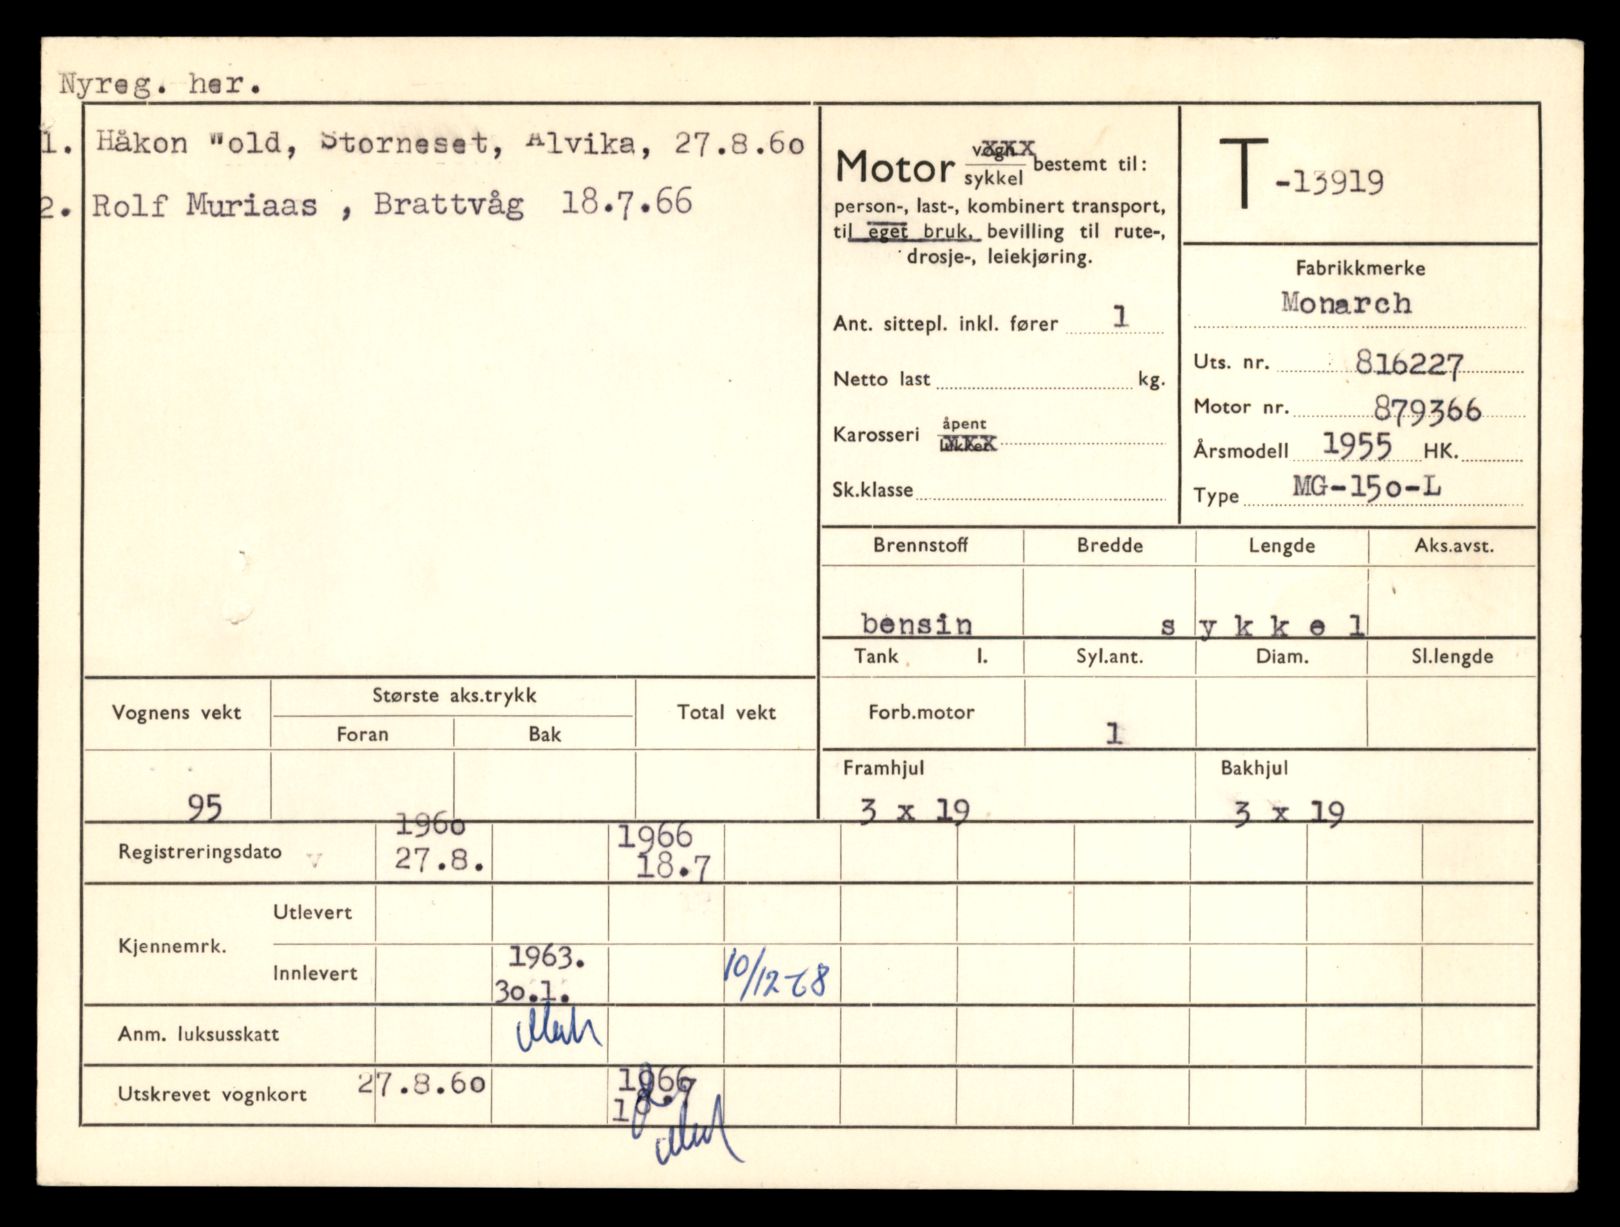 Nyreg. her.
1. Håkon Wold, Storneset, Alvika, 27.8.60
2. Rolf Muriaas , Brattvåg 18.7.66
Motor vogn xxx sykkel bestemt til:
person-, last-, kombinert transport,
til eget bruk, bevilling til rute-,
drosje-, leiekjøring.
Ant. sittepl. inkl. fører 1
Netto last kg.
Karosseri åpent lukket xxx
Sk.klasse
T -13919
Fabrikkmerke
Monarch
Uts. nr. 816227
Motor nr. 879366
Årsmodell 1955 HK.
Type MG-150-L
Brennstoff Bredde Lengde Aks.avst.
bensin s y k k e l
Tank l. Syl.ant. Diam. Sl.lengde
Forb.motor 1
Framhjul Bakhjul
3 x 19 3 x 19
Vognens vekt Største aks.trykk Total vekt
Foran Bak
95
1960 1966
Registreringsdato v 27.8. 18.7
Utlevert
Kjennemrk.
Innlevert 1963. 30.1. 10/12-68
Anm. luksusskatt
Utskrevet vognkort 27.8.60 1966
18.7